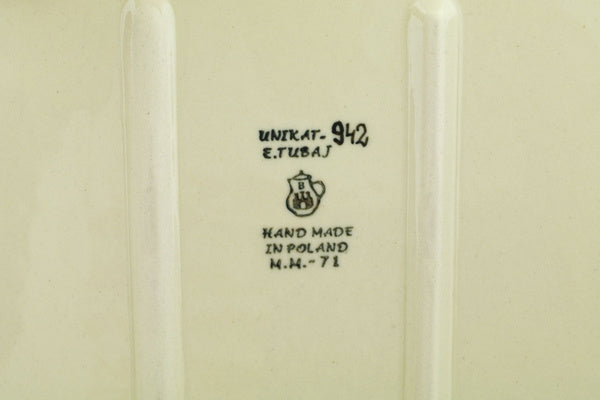 UNIKAT- 942
E.TUBAJ
B
HAND MADE
IN POLAND
M.M.-71